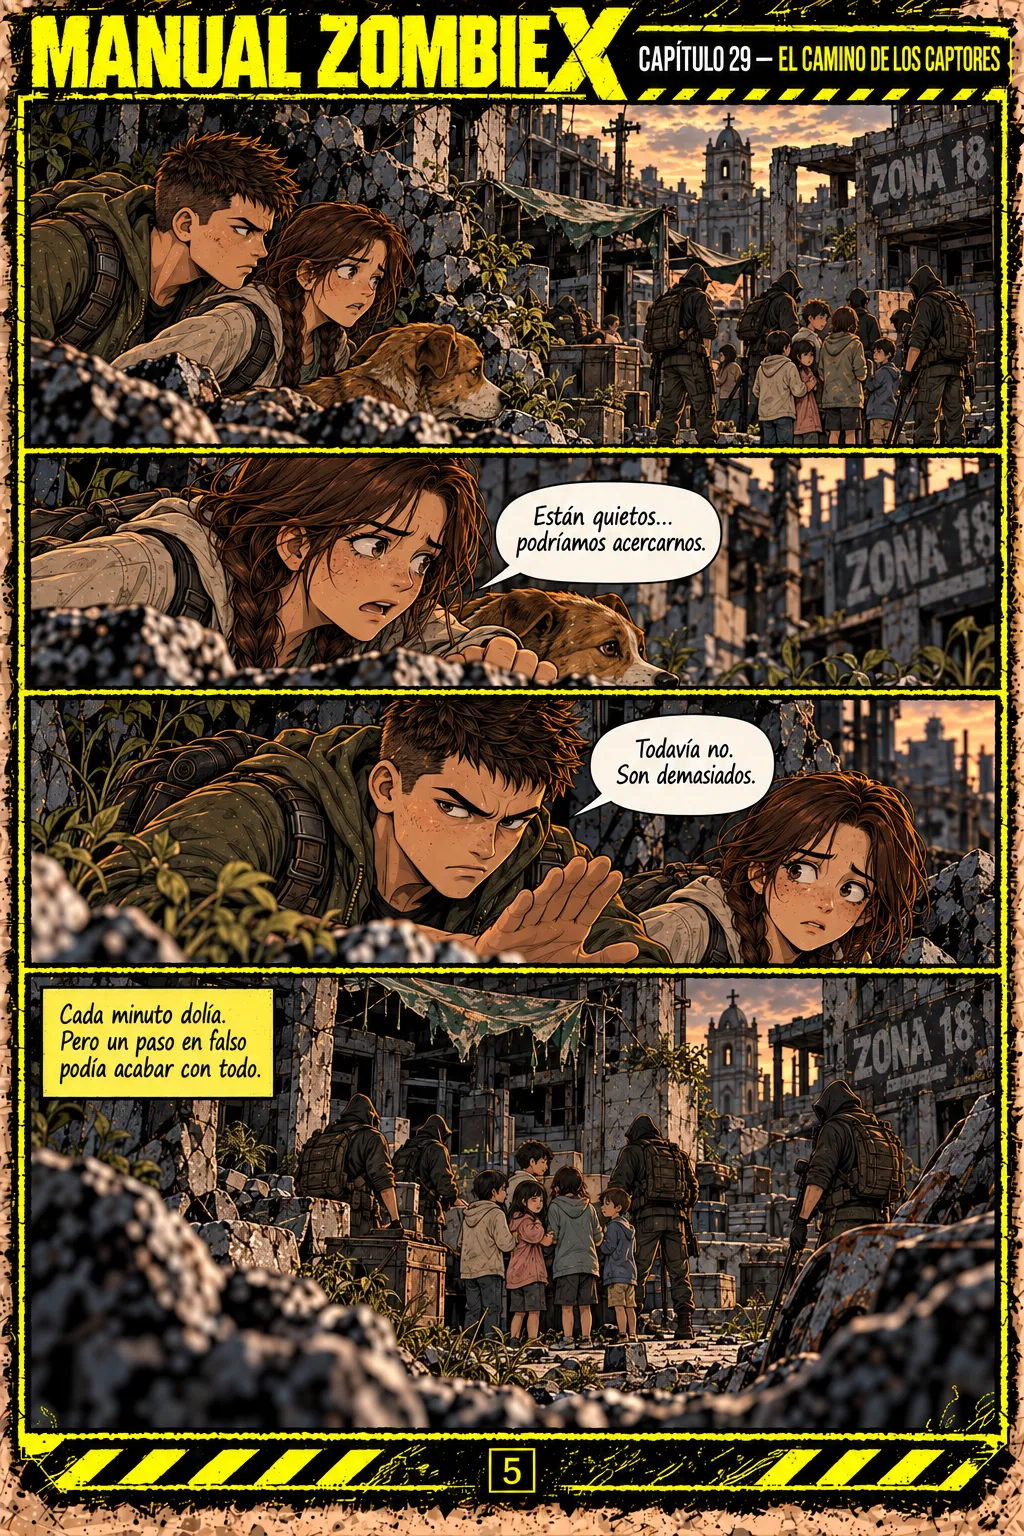 MANUAL ZOMBIE X
CAPÍTULO 29 – EL CAMINO DE LOS CAPTORES
ZONA 18
Están quietos...
podríamos acercarnos.
ZONA 18
Todavía no.
Son demasiados.
Cada minuto dolía.
Pero un paso en falso
podía acabar con todo.
ZONA 18
5